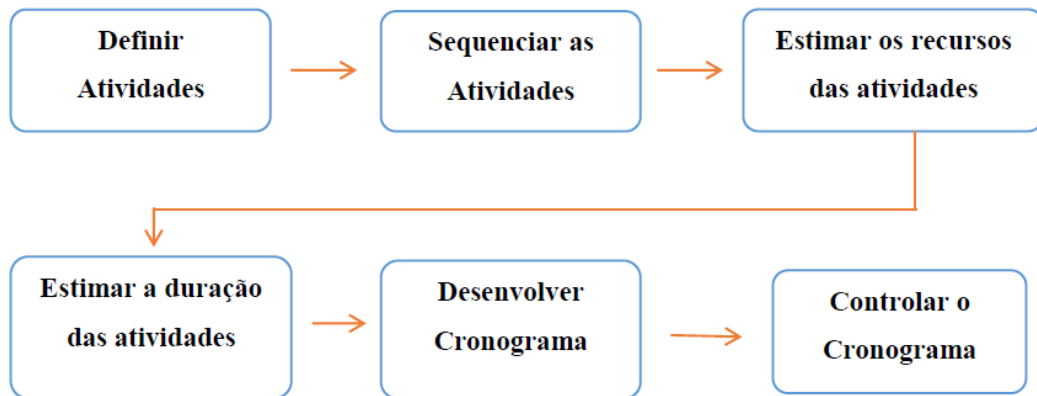 Definir
Atividades
Sequenciar as
Atividades
Estimar os recursos
das atividades
Estimar a duração
das atividades
Desenvolver
Cronograma
Controlar o
Cronograma